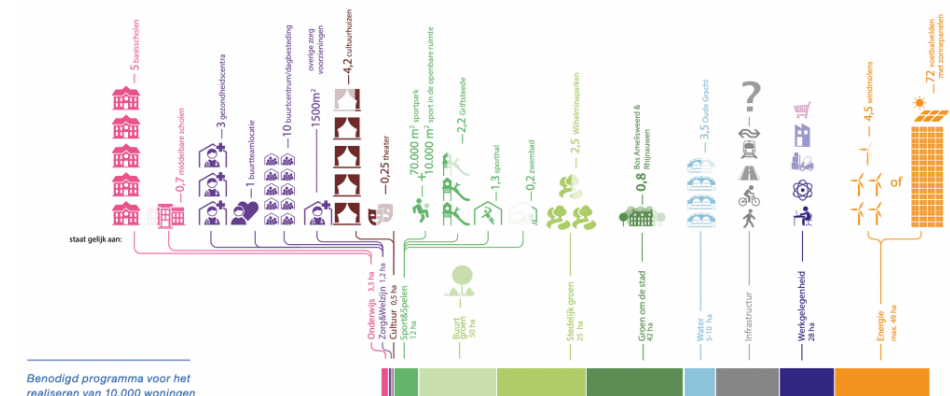 5 basisscholen
0,7 middelbare scholen
3 gezondheidscentra
1 buurtteamlocatie
10 buurtcentrum/dagbesteding
overige zorg
voorzieningen
1500m²
4,2 cultuurhuizen
0,25 theater
70.000 m² sportpark
+
10.000 m² sport in de openbare ruimte
2,2 Griftsteede
1,3 sporthal
0,2 zwembad
2,5 Wilhelminaparken
0,8 Bos Amelisweerd &
Rhijnauwen
3,5 Oude Gracht
?
4,5 windmolens
of
72 voetbalvelden
met zonnepanelen
staat gelijk aan:
Onderwijs 3,3 ha
Zorg&Welzijn 1,2 ha
Cultuur 0,5 ha
Sport&Spelen
12 ha
Buurt
groen
50 ha
Stedelijk groen
25 ha
Groen om de stad
42 ha
Water
5-10 ha
Infrastructur
Werkgelegenheid
28 ha
Energie
max. 49 ha
Benodigd programma voor het
realiseren van 10.000 woningen